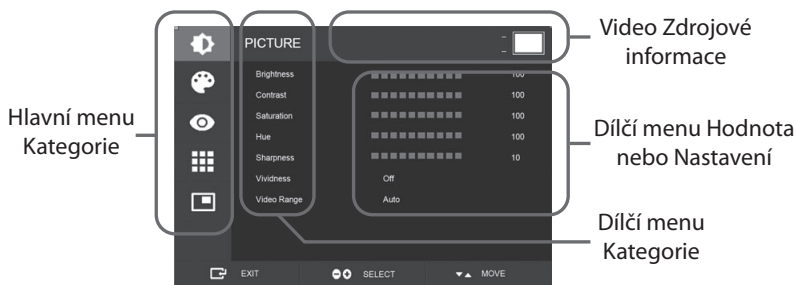 Hlavní menu
Kategorie
PICTURE
Brightness 100
Contrast 100
Saturation 100
Hue 100
Sharpness 10
Vividness Off
Video Range Auto
EXIT SELECT MOVE
Video Zdrojové
informace
Dílčí menu Hodnota
nebo Nastavení
Dílčí menu
Kategorie